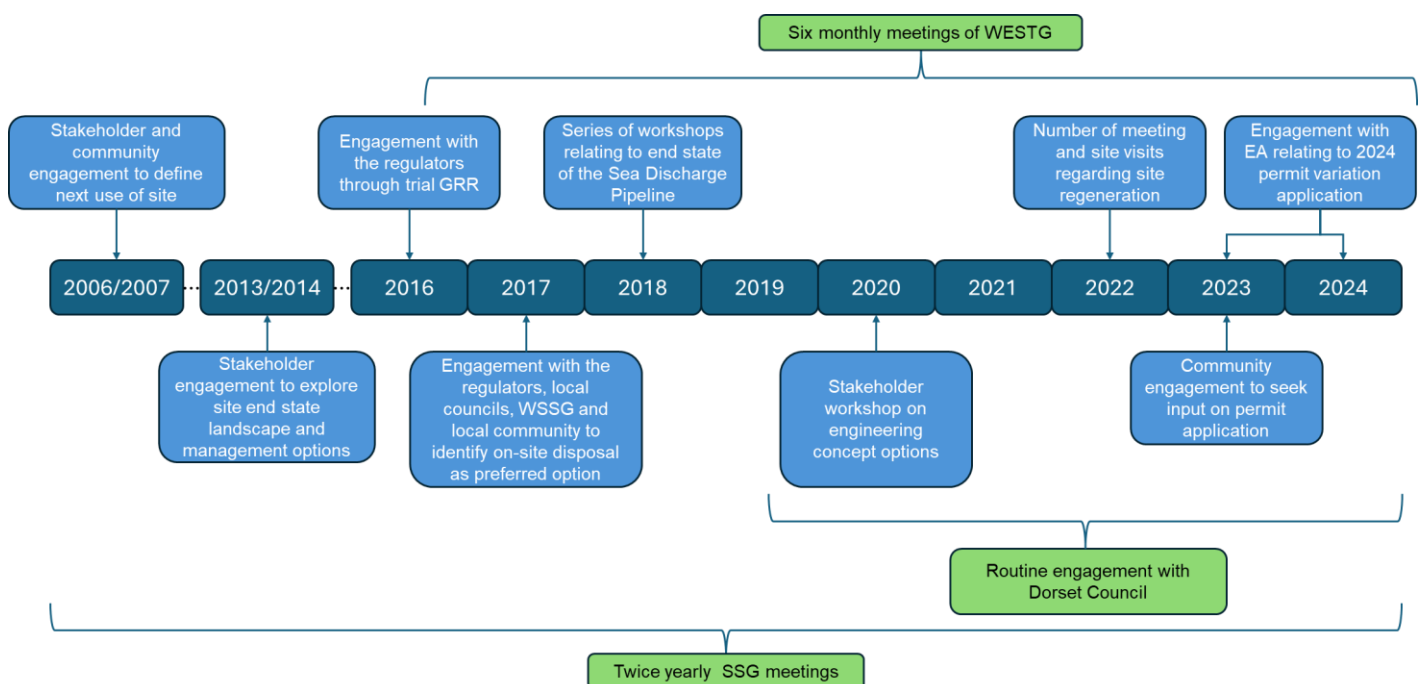 Six monthly meetings of WESTG
Stakeholder and
community
engagement to define
next use of site
Engagement with
the regulators
through trial GRR
Series of workshops
relating to end state
of the Sea Discharge
Pipeline
Number of meeting
and site visits
regarding site
regeneration
Engagement with
EA relating to 2024
permit variation
application
2006/2007
2013/2014
2016
2017
2018
2019
2020
2021
2022
2023
2024
Stakeholder
engagement to explore
site end state
landscape and
management options
Engagement with the
regulators, local
councils, WSSG and
local community to
identify on-site disposal
as preferred option
Stakeholder
workshop on
engineering
concept options
Community
engagement to seek
input on permit
application
Routine engagement with
Dorset Council
Twice yearly SSG meetings